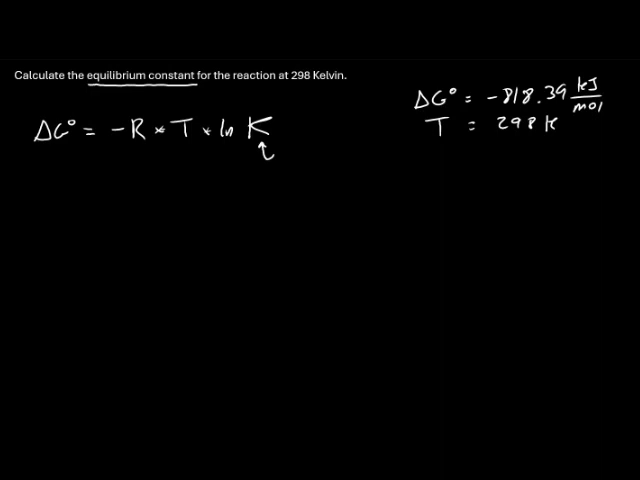 Calculate the equilibrium constant for the reaction at 298 Kelvin.
ΔG° = -818.39 kJ/mol
T = 298 K
ΔG° = -R * T * ln K